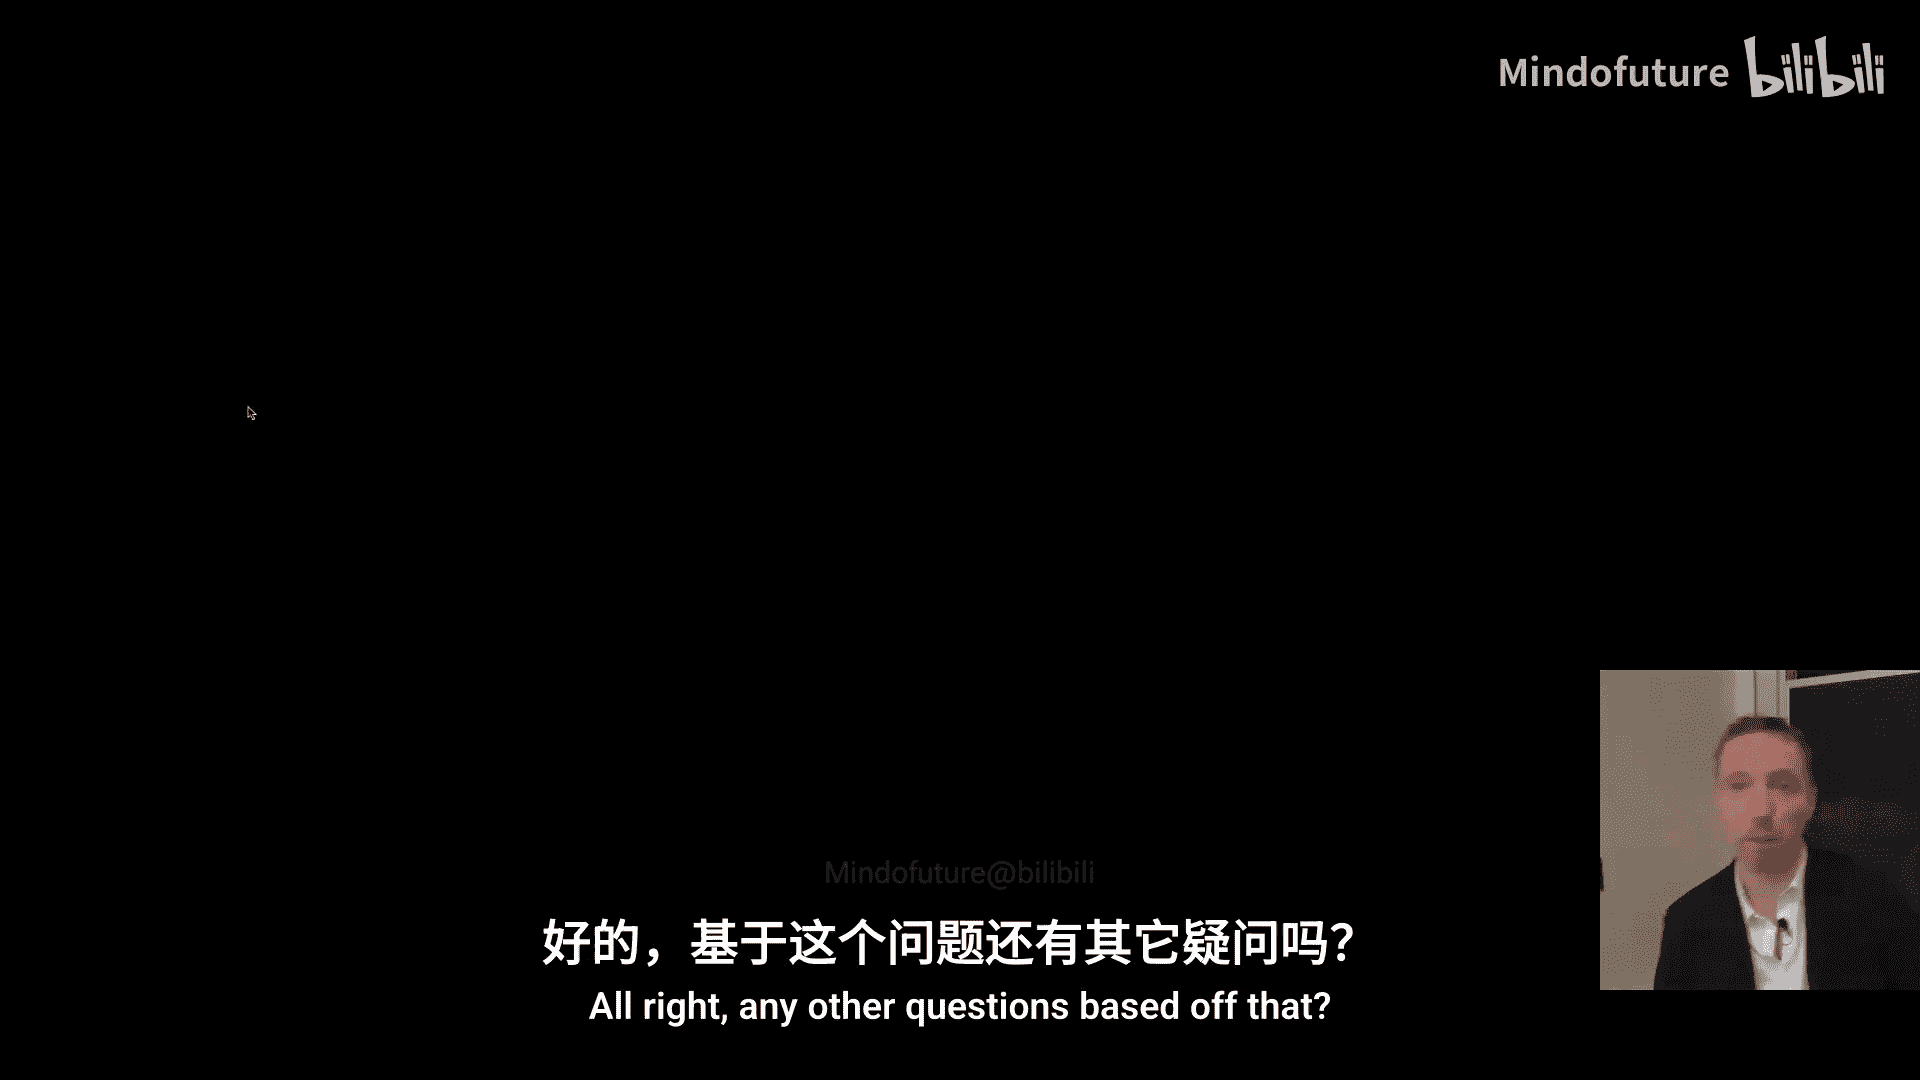 Mindofuture bilibili
Mindofuture@bilibili
好的，基于这个问题还有其它疑问吗？
All right, any other questions based off that?